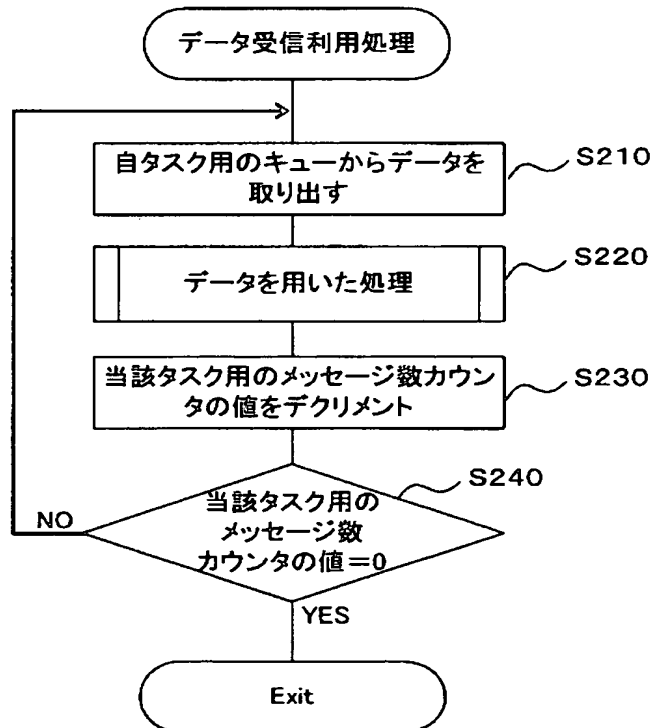 データ受信利用処理
自タスク用のキューからデータを
取り出す
S210
データを用いた処理
S220
当該タスク用のメッセージ数カウン
タの値をデクリメント
S230
S240
当該タスク用の
メッセージ数
カウンタの値=0
NO
YES
Exit